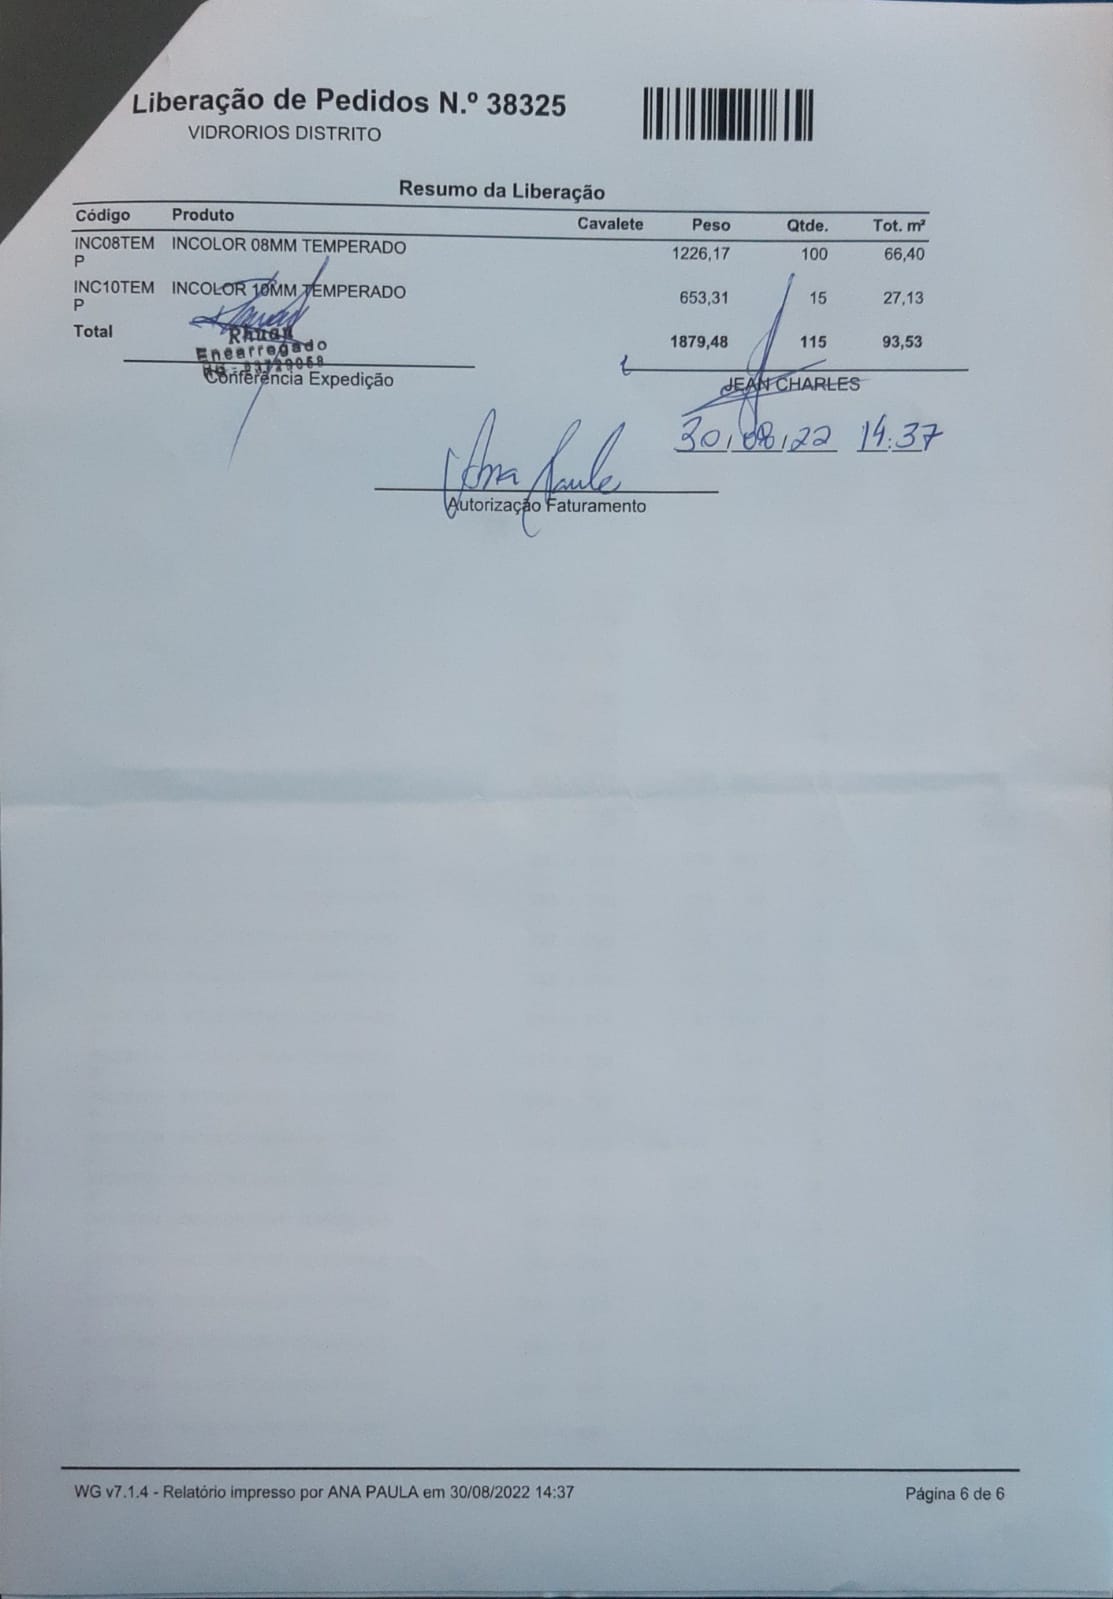 Liberação de Pedidos N.º 38325
VIDRORIOS DISTRITO
Resumo da Liberação
Código Produto Cavalete Peso Qtde. Tot. m²
INC08TEM INCOLOR 08MM TEMPERADO 1226,17 100 66,40
P
INC10TEM INCOLOR 10MM TEMPERADO 653,31 15 27,13
P
Total 1879,48 115 93,53
Rhuan
Encarregado
Conferência Expedição JEAN CHARLES
30/08/22 14:37
Ana Paula
Autorização Faturamento
WG v7.1.4 - Relatório impresso por ANA PAULA em 30/08/2022 14:37 Página 6 de 6